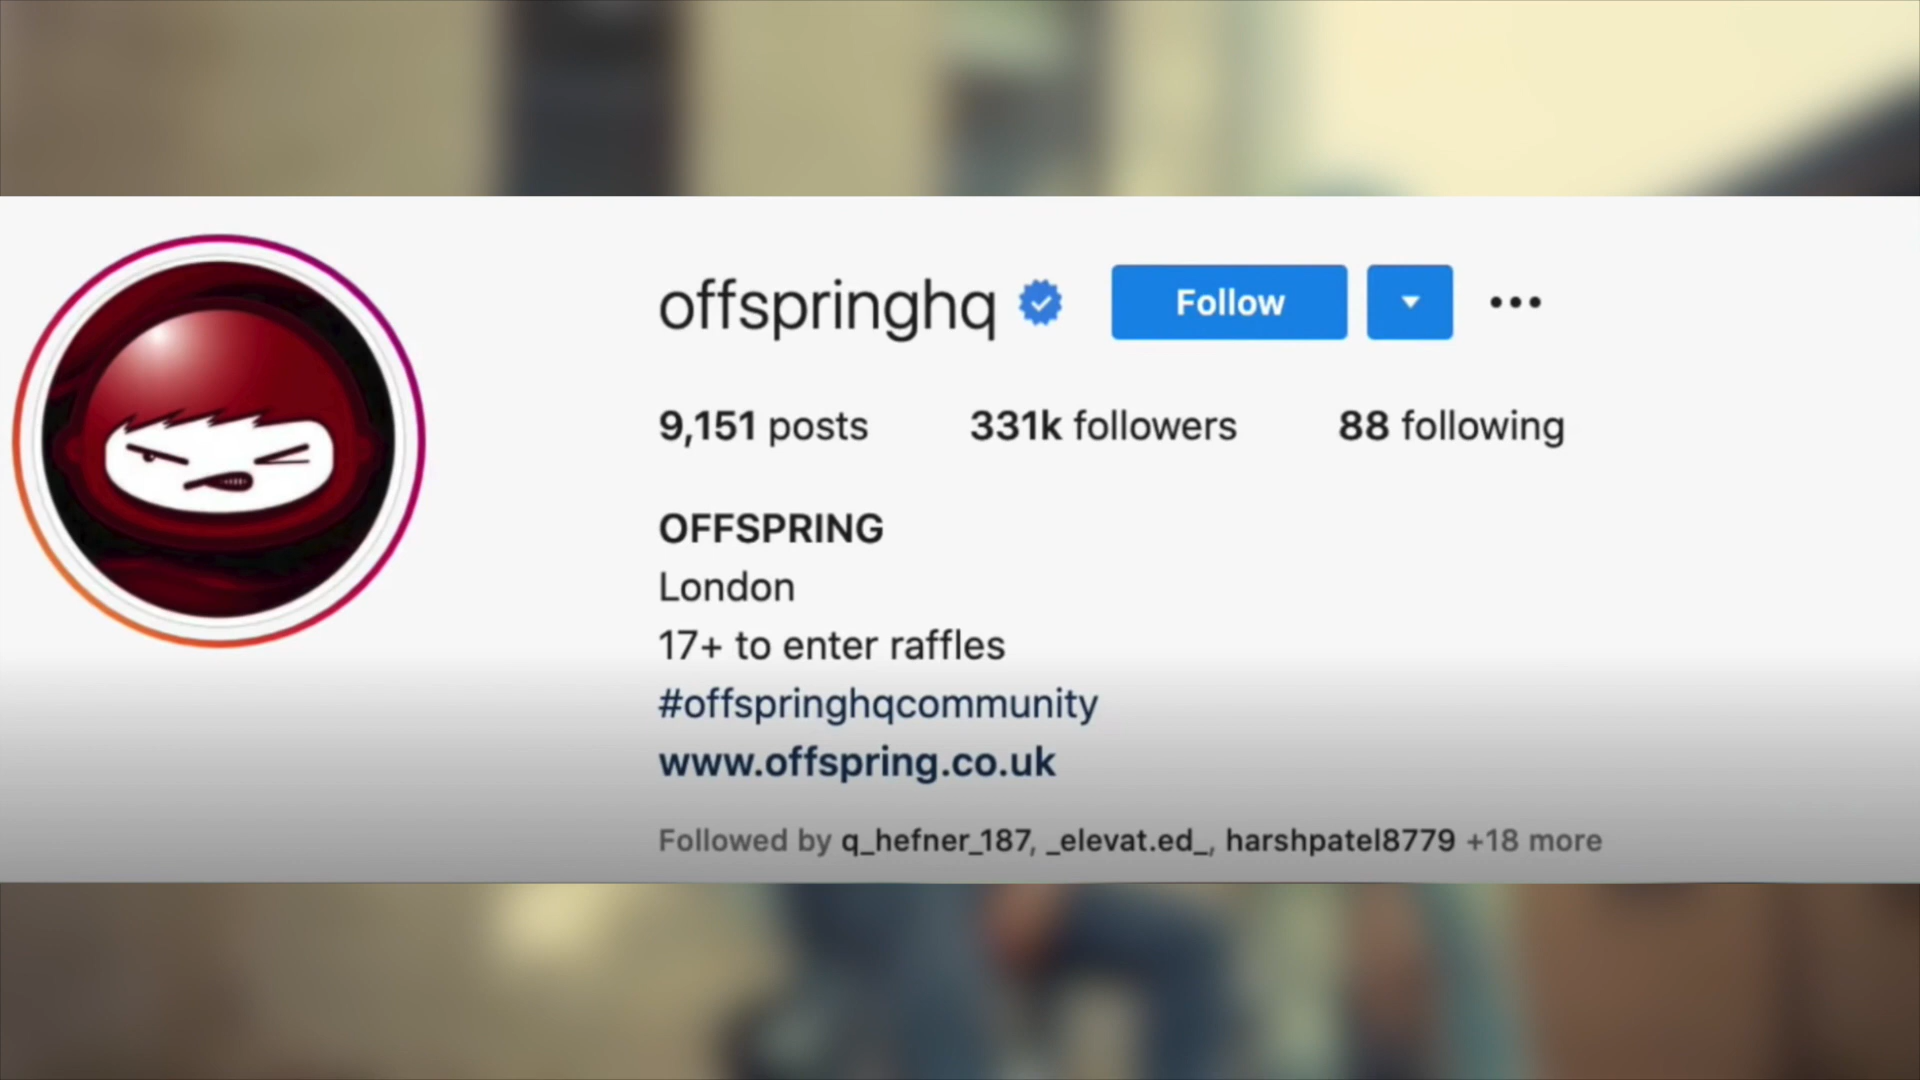 offspringhq Follow
9,151 posts 331k followers 88 following
OFFSPRING
London
17+ to enter raffles
#offspringhqcommunity
www.offspring.co.uk
Followed by q_hefner_187, _elevat.ed_, harshpatel8779 +18 more